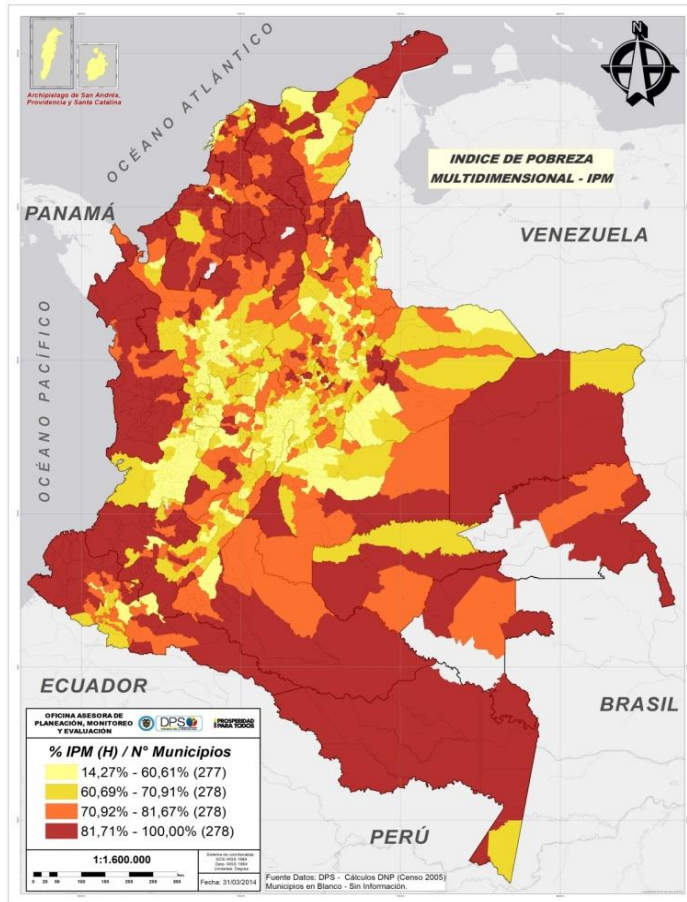 Archipiélago de San Andrés,
Providencia y Santa Catalina
OCÉANO ATLÁNTICO
N
INDICE DE POBREZA
MULTIDIMENSIONAL - IPM
PANAMÁ
VENEZUELA
OCÉANO PACÍFICO
ECUADOR
BRASIL
PERÚ
OFICINA ASESORA DE
PLANEACIÓN, MONITOREO
Y EVALUACIÓN
DPS
PROSPERIDAD
PARA TODOS
% IPM (H) / N° Municipios
14,27% - 60,61% (277)
60,69% - 70,91% (278)
70,92% - 81,67% (278)
81,71% - 100,00% (278)
1:1.600.000
Fecha: 31/03/2014
Fuente Datos: DPS - Cálculos DNP (Censo 2005)
Municipios en Blanco - Sin Información.